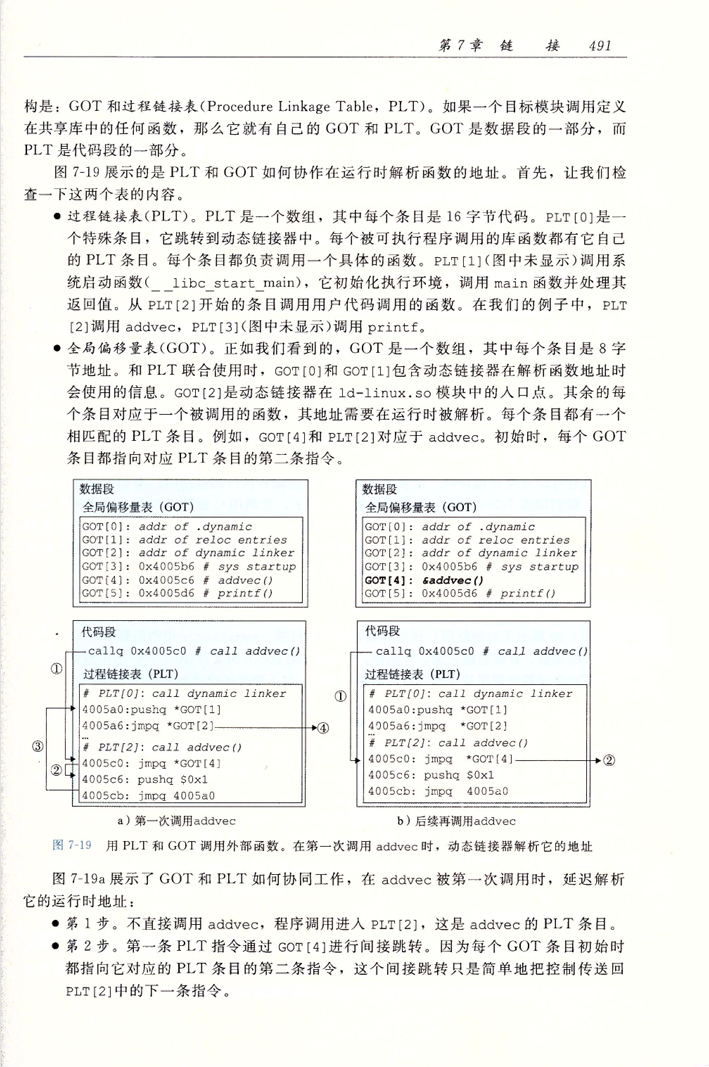 第 7 章 链 接 491
构是：GOT 和过程链接表(Procedure Linkage Table，PLT)。如果一个目标模块调用定义
在共享库中的任何函数，那么它就有自己的 GOT 和 PLT。GOT 是数据段的一部分，而
PLT 是代码段的一部分。
图 7-19 展示的是 PLT 和 GOT 如何协作在运行时解析函数的地址。首先，让我们检
查一下这两个表的内容。
● 过程链接表(PLT)。PLT 是一个数组，其中每个条目是 16 字节代码。PLT[0]是一
个特殊条目，它跳转到动态链接器中。每个被可执行程序调用的库函数都有它自己
的 PLT 条目。每个条目都负责调用一个具体的函数。PLT[1](图中未显示)调用系
统启动函数(__libc_start_main)，它初始化执行环境，调用 main 函数并处理其
返回值。从 PLT[2]开始的条目调用用户代码调用的函数。在我们的例子中，PLT
[2]调用 addvec，PLT[3](图中未显示)调用 printf。
● 全局偏移量表(GOT)。正如我们看到的，GOT 是一个数组，其中每个条目是 8 字
节地址。和 PLT 联合使用时，GOT[0]和 GOT[1]包含动态链接器在解析函数地址时
会使用的信息。GOT[2]是动态链接器在 ld-linux.so 模块中的入口点。其余的每
个条目对应于一个被调用的函数，其地址需要在运行时被解析。每个条目都有一个
相匹配的 PLT 条目。例如，GOT[4]和 PLT[2]对应于 addvec。初始时，每个 GOT
条目都指向对应 PLT 条目的第二条指令。
数据段
全局偏移量表（GOT）
GOT[0]: addr of .dynamic
GOT[1]: addr of reloc entries
GOT[2]: addr of dynamic linker
GOT[3]: 0x4005b6 # sys startup
GOT[4]: 0x4005c6 # addvec()
GOT[5]: 0x4005d6 # printf()
代码段
callq 0x4005c0 # call addvec()
①
过程链接表（PLT）
# PLT[0]: call dynamic linker
4005a0:pushq *GOT[1]
4005a6:jmpq *GOT[2]
④
…
③
# PLT[2]: call addvec()
4005c0: jmpq *GOT[4]
②
4005c6: pushq $0x1
4005cb: jmpq 4005a0
a）第一次调用addvec
数据段
全局偏移量表（GOT）
GOT[0]: addr of .dynamic
GOT[1]: addr of reloc entries
GOT[2]: addr of dynamic linker
GOT[3]: 0x4005b6 # sys startup
GOT[4]: &addvec()
GOT[5]: 0x4005d6 # printf()
代码段
callq 0x4005c0 # call addvec()
过程链接表（PLT）
①
# PLT[0]: call dynamic linker
4005a0:pushq *GOT[1]
4005a6:jmpq *GOT[2]
…
# PLT[2]: call addvec()
4005c0: jmpq *GOT[4]
②
4005c6: pushq $0x1
4005cb: jmpq 4005a0
b）后续再调用addvec
图 7-19 用 PLT 和 GOT 调用外部函数。在第一次调用 addvec 时，动态链接器解析它的地址
图 7-19a 展示了 GOT 和 PLT 如何协同工作，在 addvec 被第一次调用时，延迟解析
它的运行时地址：
● 第 1 步。不直接调用 addvec，程序调用进入 PLT[2]，这是 addvec 的 PLT 条目。
● 第 2 步。第一条 PLT 指令通过 GOT[4]进行间接跳转。因为每个 GOT 条目初始时
都指向它对应的 PLT 条目的第二条指令，这个间接跳转只是简单地把控制传送回
PLT[2]中的下一条指令。